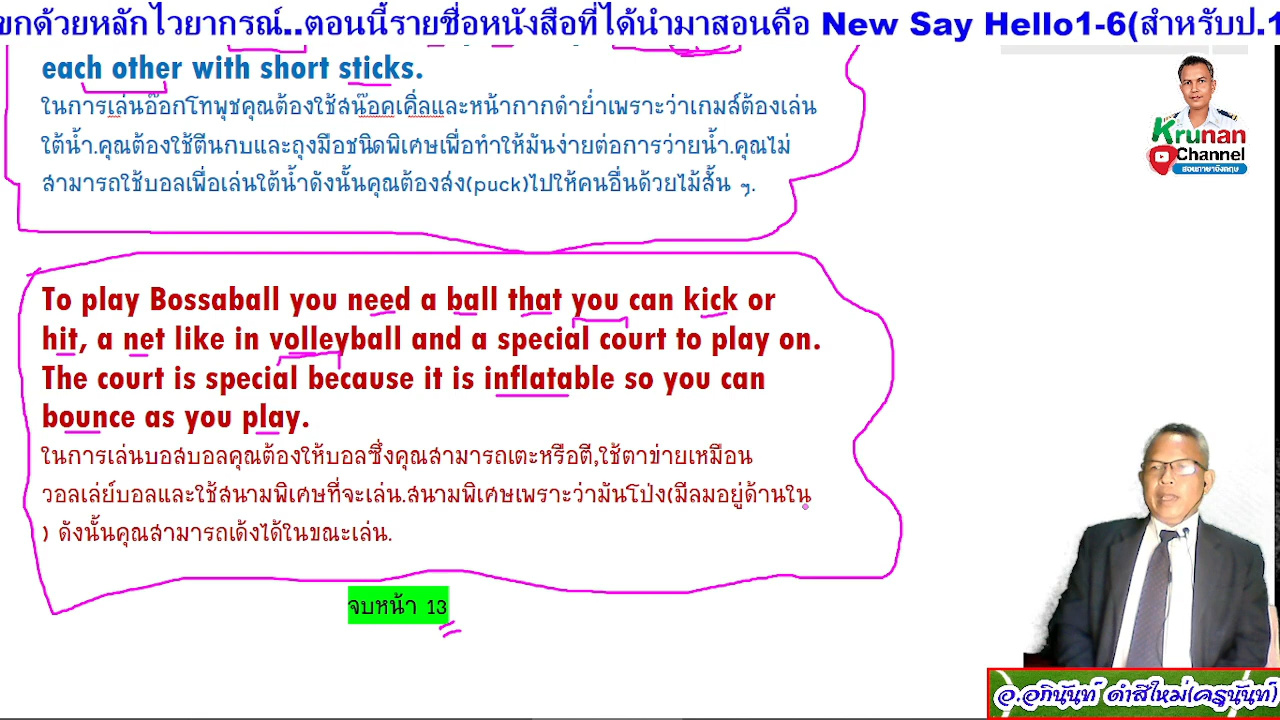 ขกด้วยหลักไวยากรณ์..ตอนนี้รายชื่อหนังสือที่ได้นำมาสอนคือ New Say Hello1-6(สำหรับป.1
each other with short sticks.
ในการเล่นอ๊อกโทพุชคุณต้องใช้สน๊อคเคิ่ลและหน้ากากดำย่ำเพราะว่าเกมส์ต้องเล่น
ใต้น้ำ.คุณต้องใช้ตีนกบและถุงมือชนิดพิเศษเพื่อทำให้มันง่ายต่อการว่ายน้ำ.คุณไม่
สามารถใช้บอลเพื่อเล่นใต้น้ำดังนั้นคุณต้องส่ง(puck)ไปให้คนอื่นด้วยไม้สั้น ๆ.
To play Bossaball you need a ball that you can kick or
hit, a net like in volleyball and a special court to play on.
The court is special because it is inflatable so you can
bounce as you play.
ในการเล่นบอสบอลคุณต้องให้บอลซึ่งคุณสามารถเตะหรือตี,ใช้ตาข่ายเหมือน
วอลเล่ย์บอลและใช้สนามพิเศษที่จะเล่น.สนามพิเศษเพราะว่ามันโป่ง(มีลมอยู่ด้านใน
) ดังนั้นคุณสามารถเด้งได้ในขณะเล่น.
จบหน้า 13
Krunan
Channel
สอนภาษาอังกฤษ
อ.อภินันท์ ดำสีใหม่(ครูนันท์)